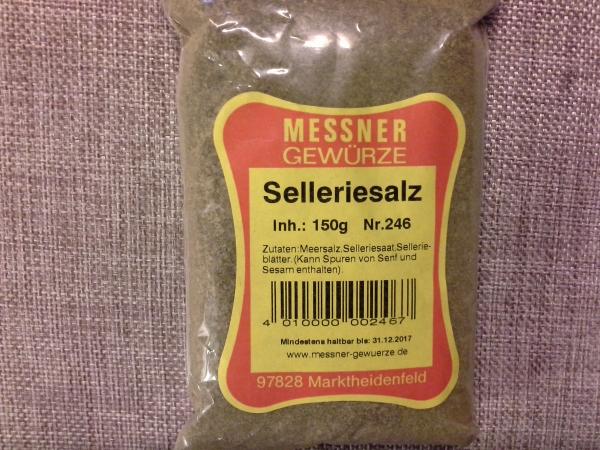 MESSNER
GEWÜRZE
Selleriesalz
Inh.: 150g Nr.246
Zutaten:Meersalz,Selleriesaat,Sellerie-
blätter.(Kann Spuren von Senf und
Sesam enthalten).
4 010000 002467
Mindestens haltbar bis: 31.12.2017
www.messner-gewuerze.de
97828 Marktheidenfeld